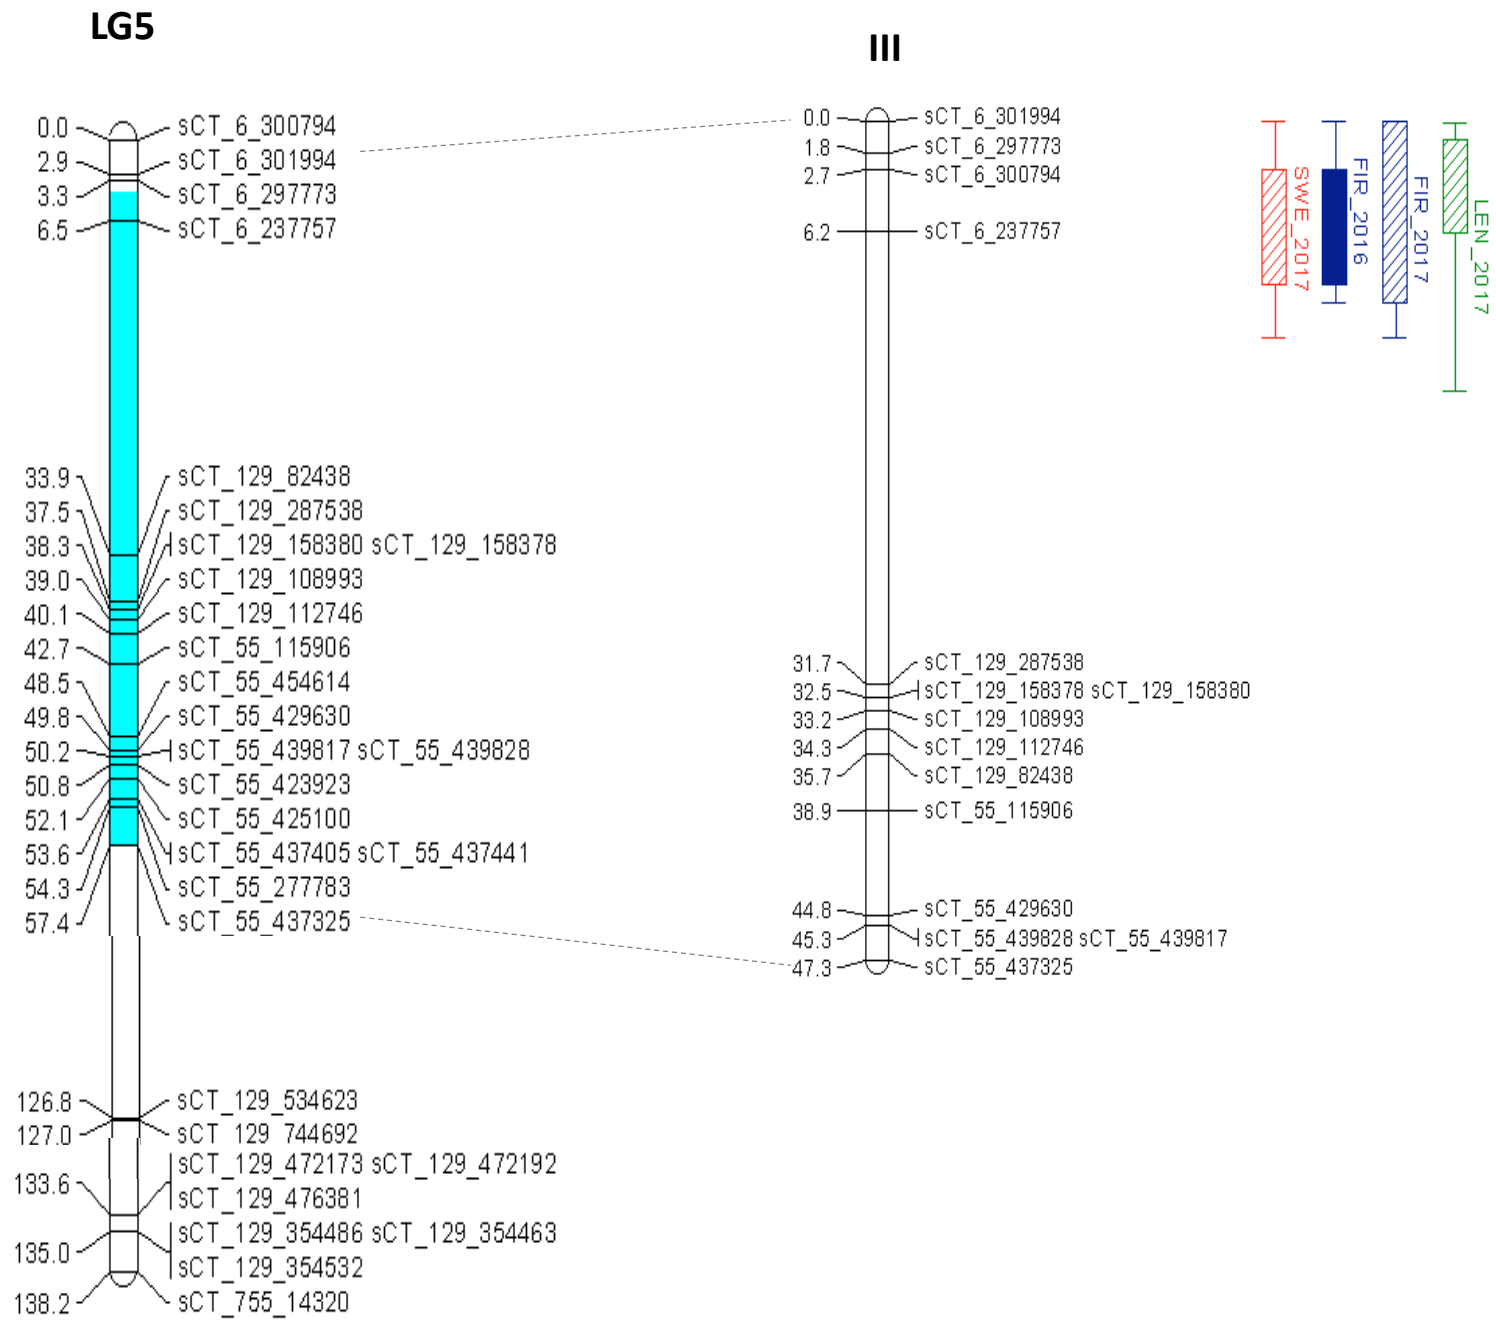 LG5
0.0 sCT_6_300794
2.9 sCT_6_301994
3.3 sCT_6_297773
6.5 sCT_6_237757
33.9 sCT_129_82438
37.5 sCT_129_287538
38.3 sCT_129_158380 sCT_129_158378
39.0 sCT_129_108993
40.1 sCT_129_112746
42.7 sCT_55_115906
48.5 sCT_55_454614
49.8 sCT_55_429630
50.2 sCT_55_439817 sCT_55_439828
50.8 sCT_55_423923
52.1 sCT_55_425100
53.6 sCT_55_437405 sCT_55_437441
54.3 sCT_55_277783
57.4 sCT_55_437325
126.8 sCT_129_534623
127.0 sCT_129_744692
133.6 sCT_129_472173 sCT_129_472192
sCT_129_476381
135.0 sCT_129_354486 sCT_129_354463
sCT_129_354532
138.2 sCT_755_14320
III
0.0 sCT_6_301994
1.8 sCT_6_297773
2.7 sCT_6_300794
6.2 sCT_6_237757
31.7 sCT_129_287538
32.5 sCT_129_158378 sCT_129_158380
33.2 sCT_129_108993
34.3 sCT_129_112746
35.7 sCT_129_82438
38.9 sCT_55_115906
44.8 sCT_55_429630
45.3 sCT_55_439828 sCT_55_439817
47.3 sCT_55_437325
SWE_2017
FIR_2016
FIR_2017
LEN_2017